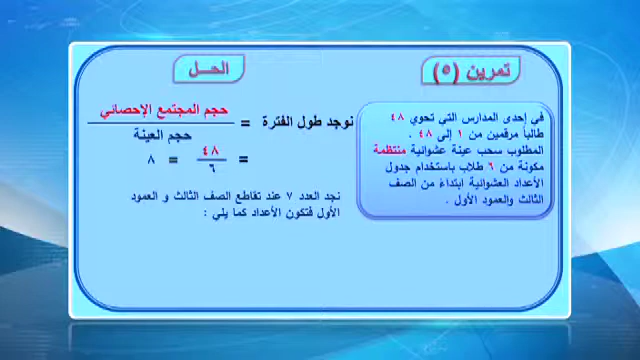 تمرين (٥)
في إحدى المدارس التي تحوي ٤٨
طالباً مرقمين من ١ إلى ٤٨ .
المطلوب سحب عينة عشوائية منتظمة
مكونة من ٦ طلاب باستخدام جدول
الأعداد العشوائية ابتداءً من الصف
الثالث والعمود الأول .
الحـل
نوجد طول الفترة = حجم المجتمع الإحصائي
حجم العينة
= ٤٨ = ٨
٦
نجد العدد ٧ عند تقاطع الصف الثالث و العمود
الأول فتكون الأعداد كما يلي :